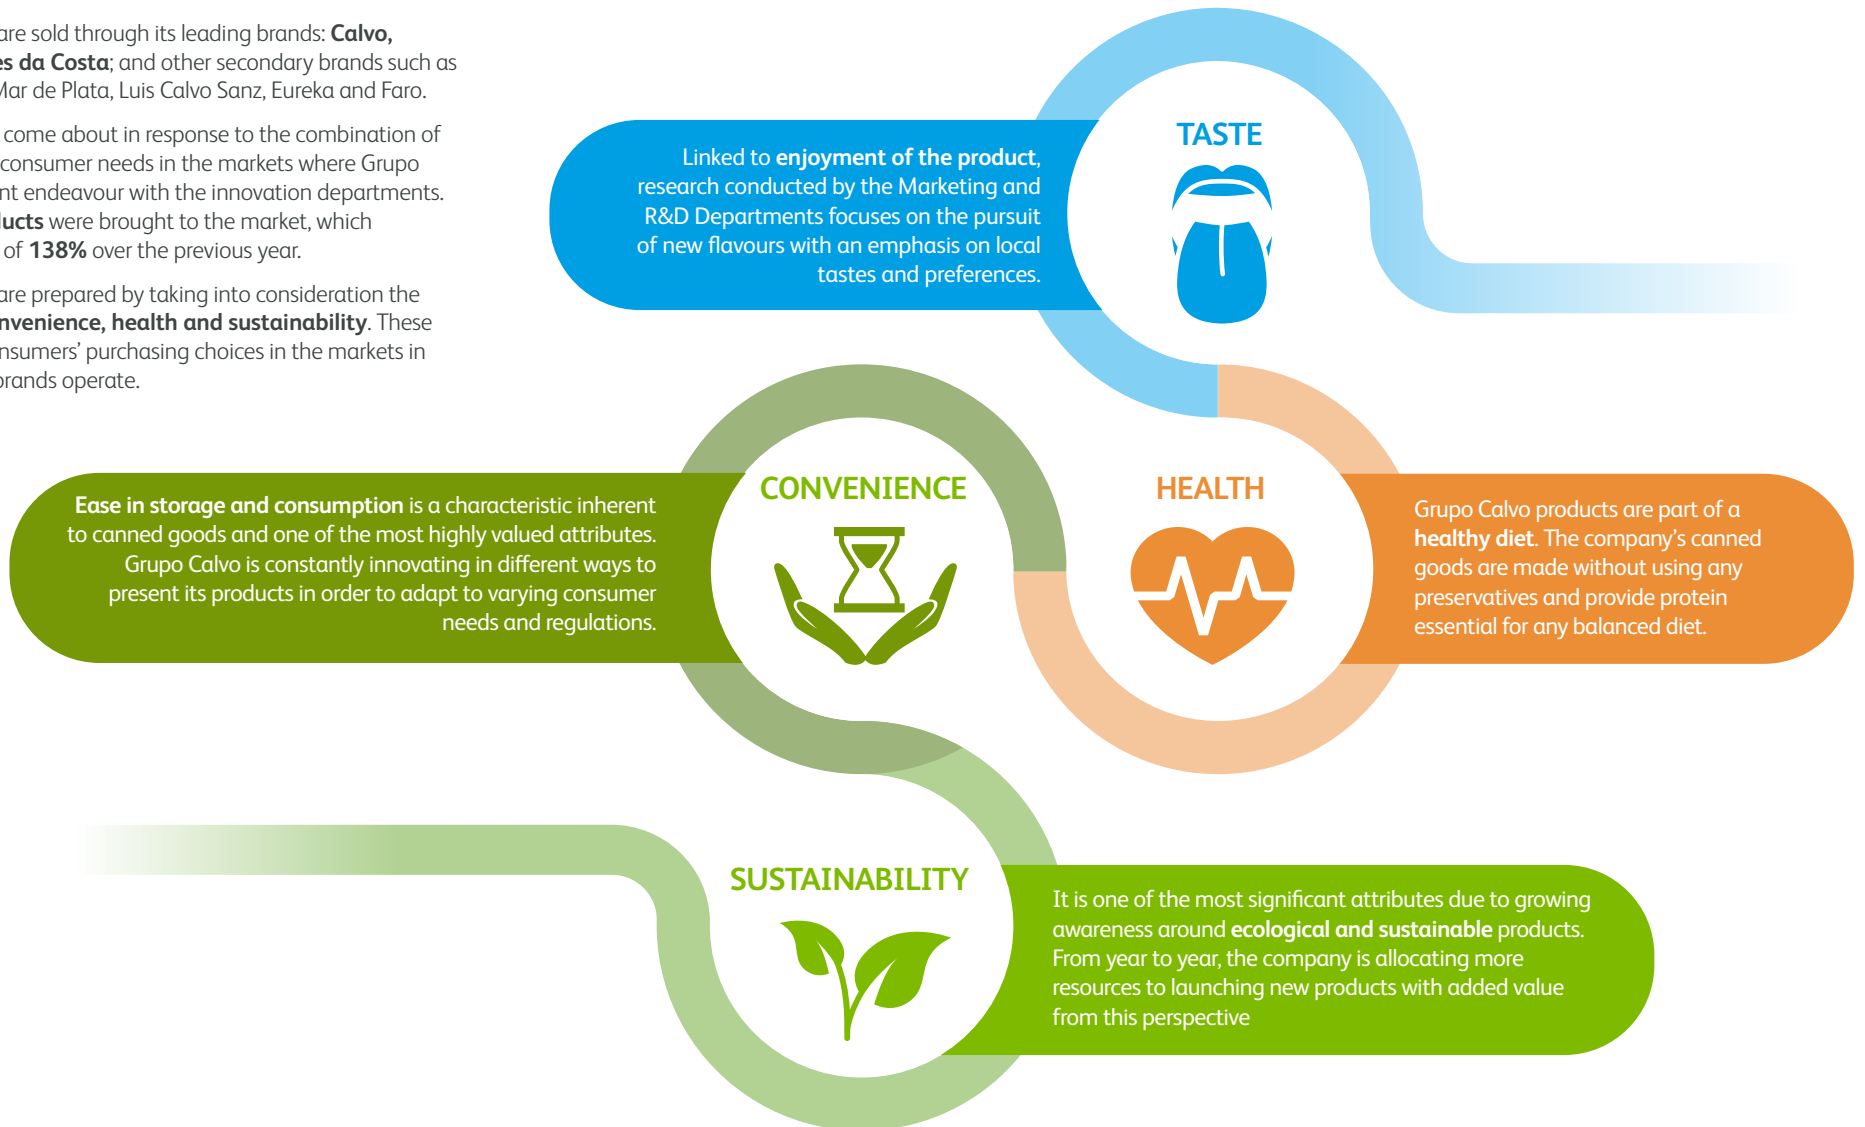 are sold through its leading brands: Calvo,
es da Costa; and other secondary brands such as
Mar de Plata, Luis Calvo Sanz, Eureka and Faro.
come about in response to the combination of
consumer needs in the markets where Grupo
nt endeavour with the innovation departments.
ducts were brought to the market, which
of 138% over the previous year.
are prepared by taking into consideration the
nvenience, health and sustainability. These
nsumers' purchasing choices in the markets in
brands operate.
TASTE
Linked to enjoyment of the product,
research conducted by the Marketing and
R&D Departments focuses on the pursuit
of new flavours with an emphasis on local
tastes and preferences.
CONVENIENCE
Ease in storage and consumption is a characteristic inherent
to canned goods and one of the most highly valued attributes.
Grupo Calvo is constantly innovating in different ways to
present its products in order to adapt to varying consumer
needs and regulations.
HEALTH
Grupo Calvo products are part of a
healthy diet. The company's canned
goods are made without using any
preservatives and provide protein
essential for any balanced diet.
SUSTAINABILITY
It is one of the most significant attributes due to growing
awareness around ecological and sustainable products.
From year to year, the company is allocating more
resources to launching new products with added value
from this perspective